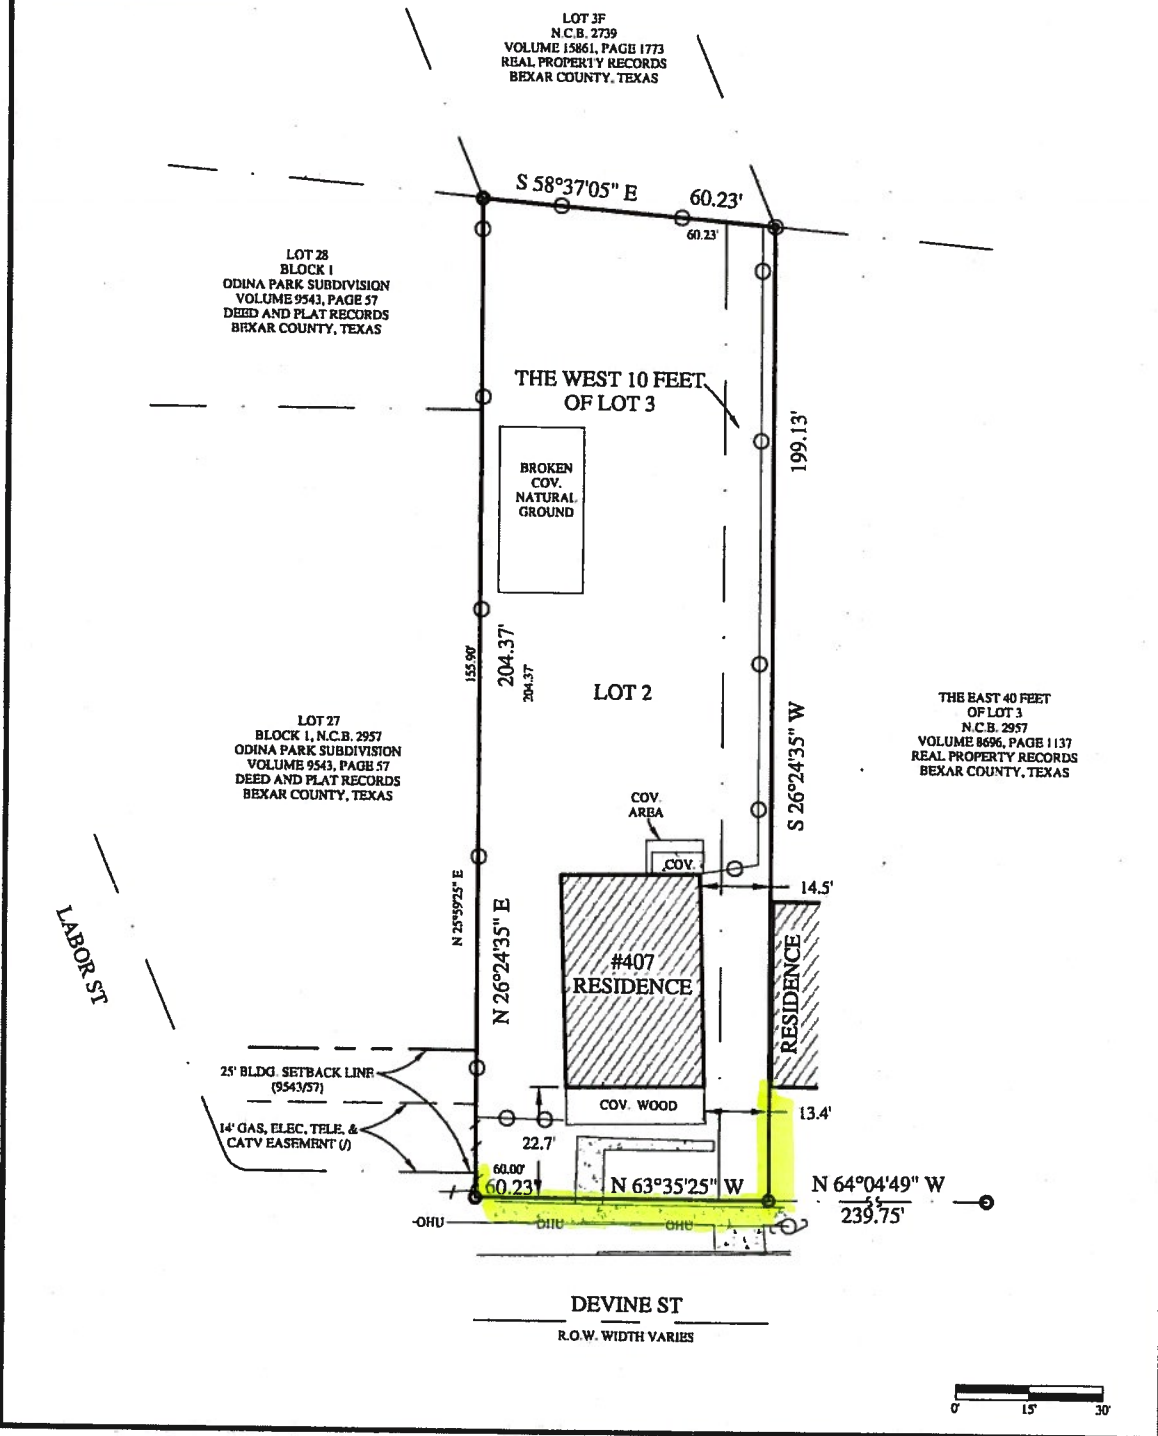 LOT 3F
N.C.B. 2739
VOLUME 15861, PAGE 1773
REAL PROPERTY RECORDS
BEXAR COUNTY, TEXAS
S 58°37'05" E
60.23'
60.23'
LOT 28
BLOCK 1
ODINA PARK SUBDIVISION
VOLUME 9543, PAGE 57
DEED AND PLAT RECORDS
BEXAR COUNTY, TEXAS
THE WEST 10 FEET
OF LOT 3
199.13'
BROKEN
COV.
NATURAL
GROUND
155.90'
204.37'
204.37'
LOT 2
LOT 27
BLOCK 1, N.C.B. 2957
ODINA PARK SUBDIVISION
VOLUME 9543, PAGE 57
DEED AND PLAT RECORDS
BEXAR COUNTY, TEXAS
THE EAST 40 FEET
OF LOT 3
N.C.B. 2957
VOLUME 8696, PAGE 1137
REAL PROPERTY RECORDS
BEXAR COUNTY, TEXAS
S 26°24'35" W
COV.
AREA
COV.
14.5'
N 25°59'25" E
N 26°24'35" E
LABOR ST
#407
RESIDENCE
RESIDENCE
25' BLDG. SETBACK LINE
(9543/57)
14' GAS, ELEC, TELE, &
CATV EASEMENT (/)
COV. WOOD
13.4'
22.7'
60.00'
60.23'
N 63°35'25" W
N 64°04'49" W
239.75'
OHU
OHU
OHU
DEVINE ST
R.O.W. WIDTH VARIES
0'
15'
30'